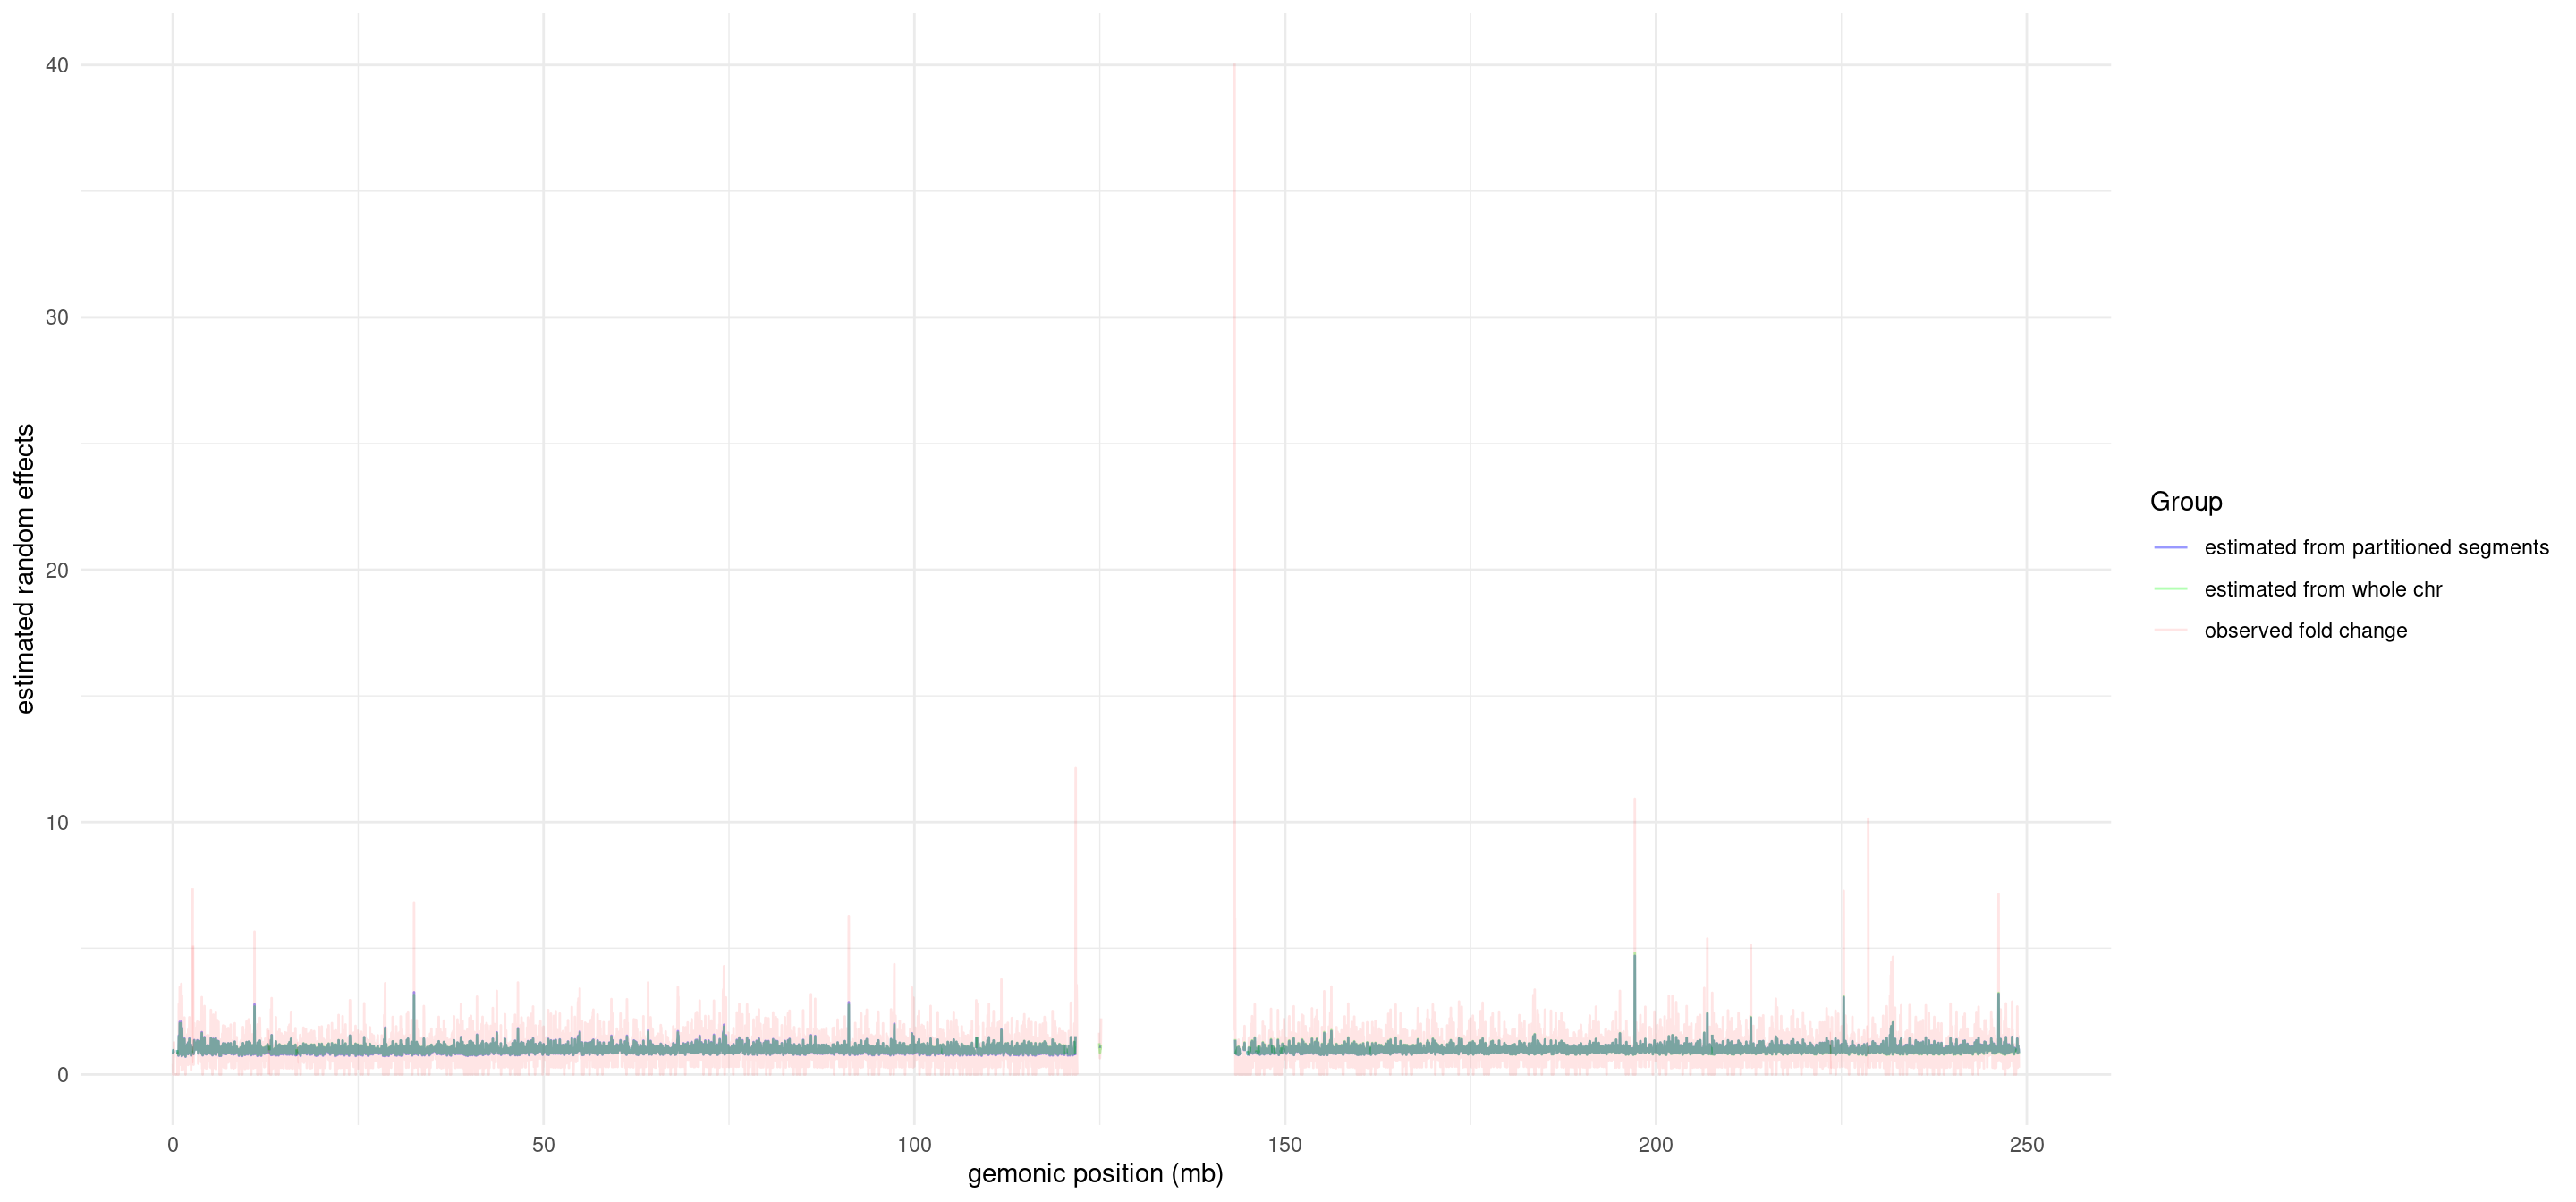 40
30
20
10
0
estimated random effects
0
50
100
150
200
250
gemonic position (mb)
Group
estimated from partitioned segments
estimated from whole chr
observed fold change